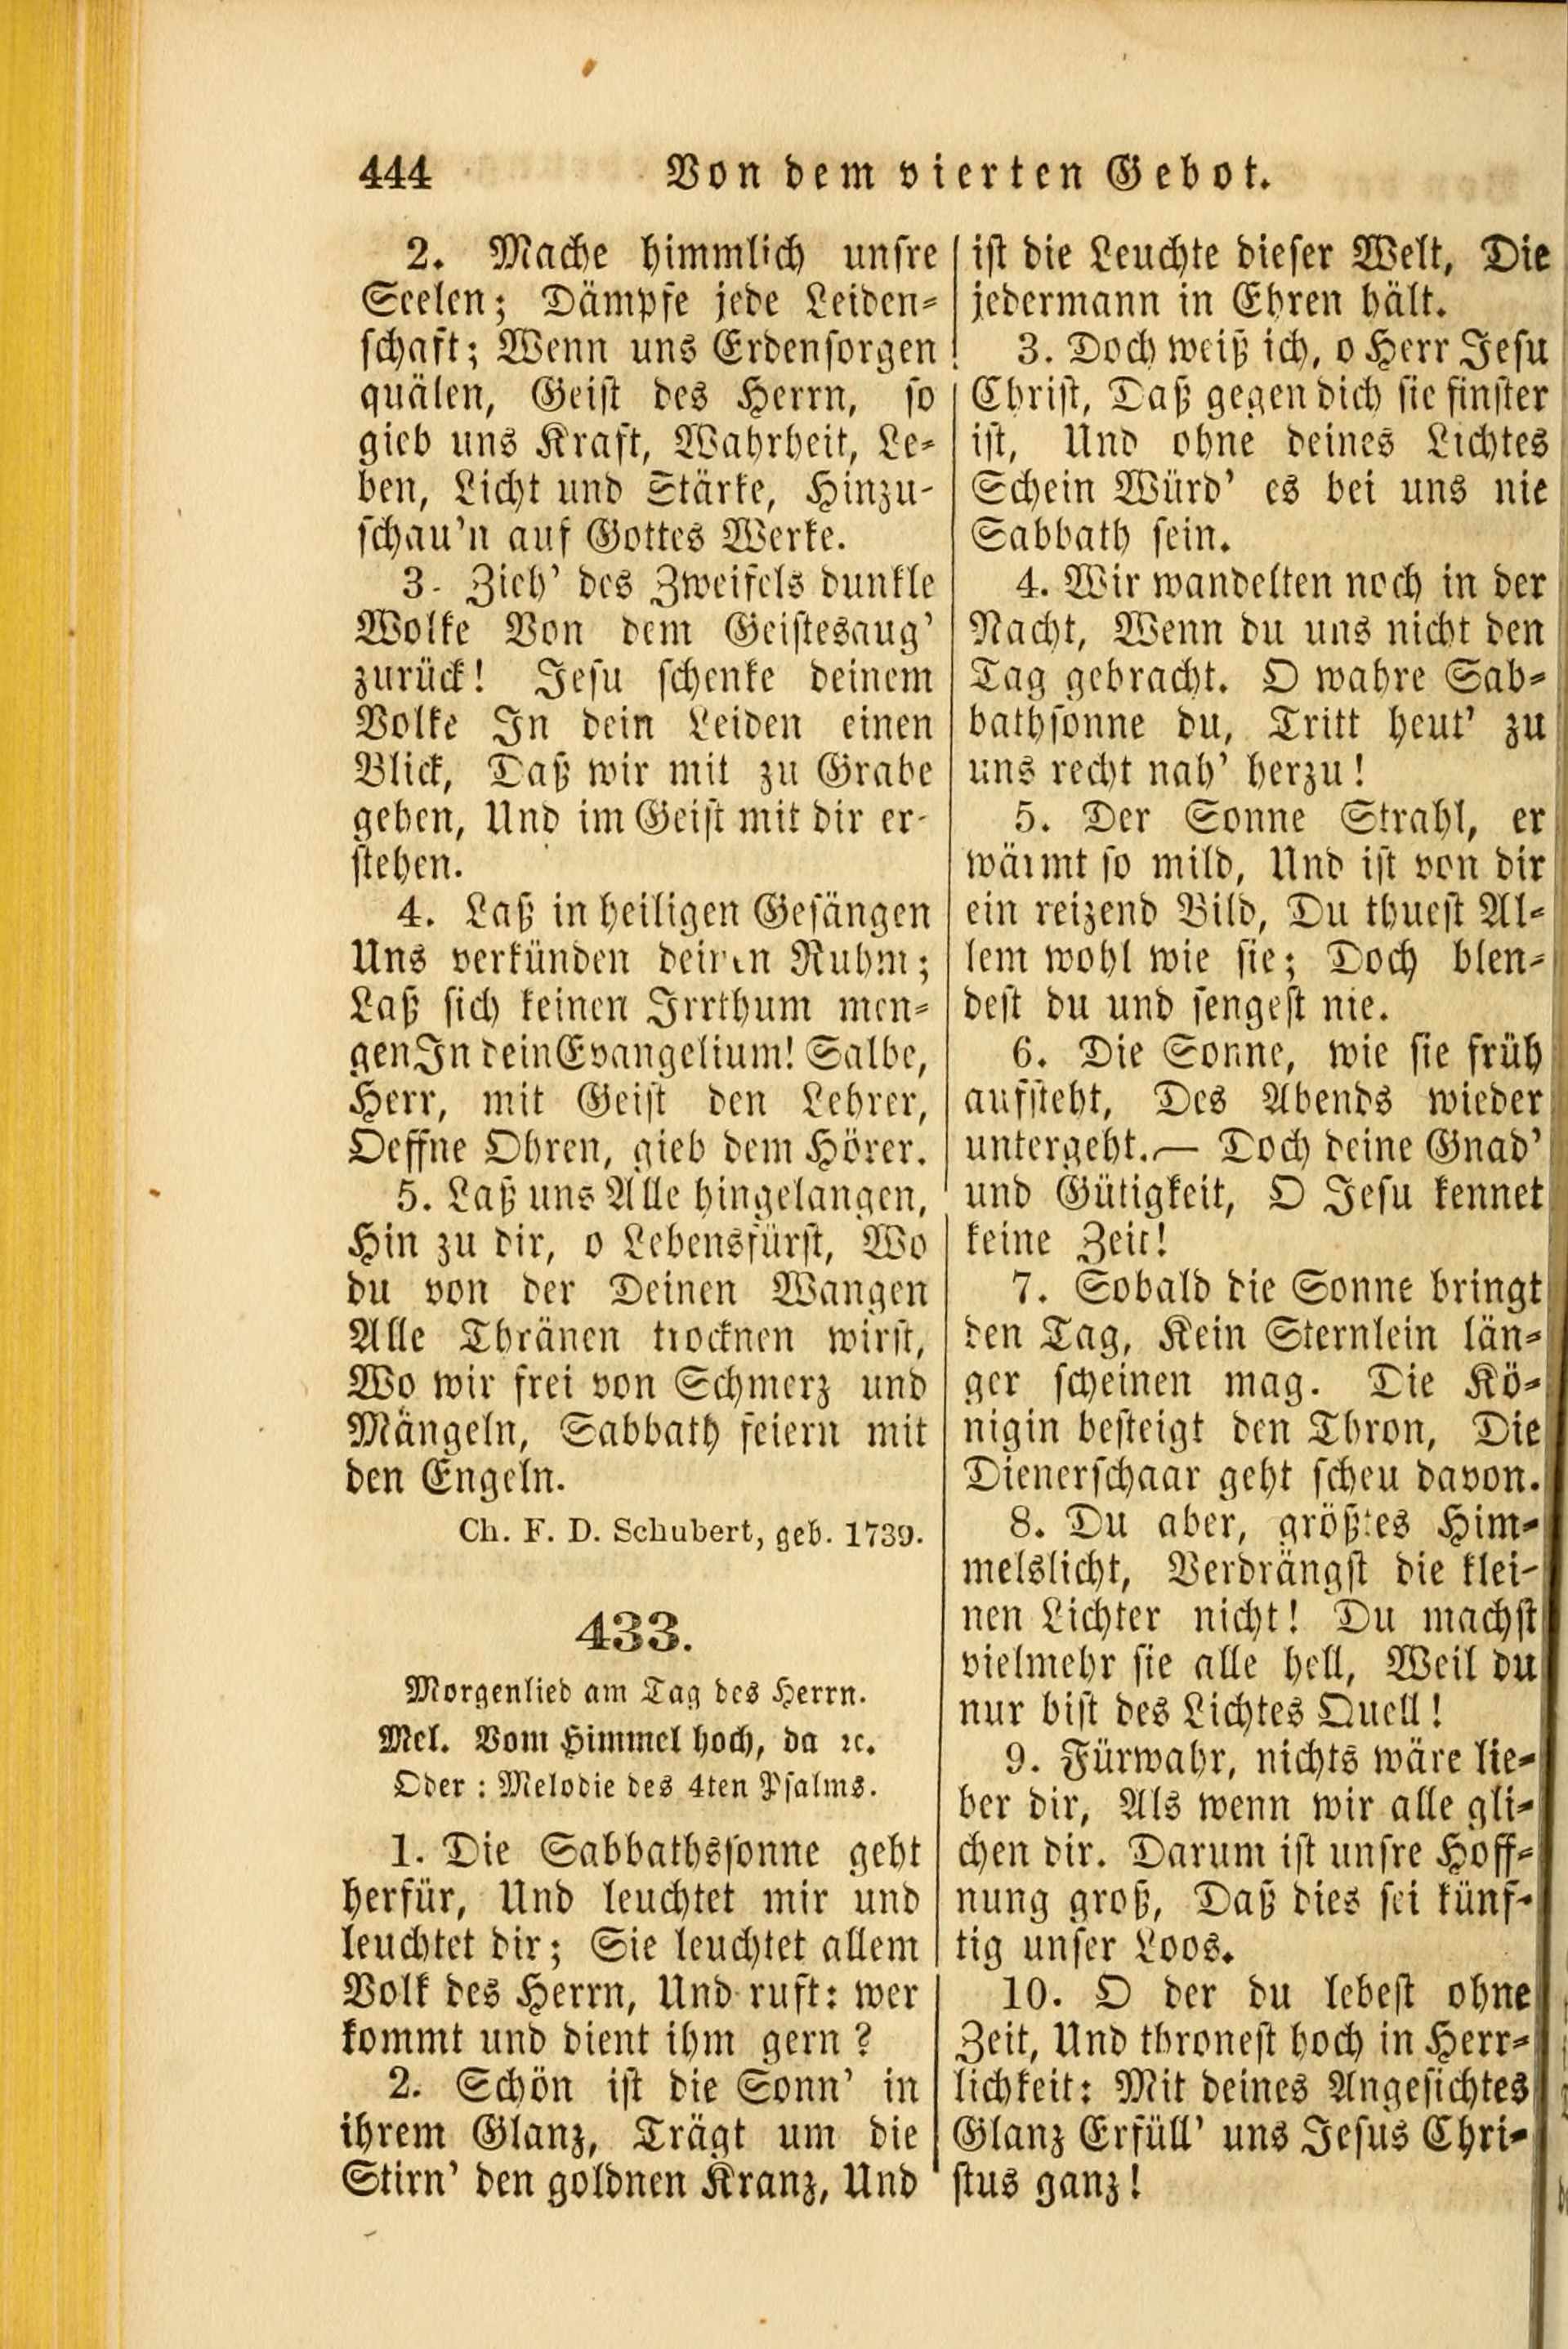 444 Von dem vierten Gebot.
2. Mache himmlisch unsre
Seelen; Dämpfe jede Leiden-
schaft; Wenn uns Erdensorgen
quälen, Geist des Herrn, so
gieb uns Kraft, Wahrheit, Le-
ben, Licht und Stärke, Hinzu-
schau'n auf Gottes Werke.
3. Zieh' des Zweifels dunkle
Wolke Von dem Geistesaug'
zurück! Jesu schenke deinem
Volke In dein Leiden einen
Blick, Daß wir mit zu Grabe
gehen, Und im Geist mit dir er-
stehen.
4. Laß in heiligen Gesängen
Uns verkünden deinen Ruhm;
Laß sich keinen Irrthum men-
gen In dein Evangelium! Salbe,
Herr, mit Geist den Lehrer,
Oeffne Ohren, gieb dem Hörer.
5. Laß uns Alle hingelangen,
Hin zu dir, o Lebensfürst, Wo
du von der Deinen Wangen
Alle Thränen trocknen wirst,
Wo wir frei von Schmerz und
Mängeln, Sabbath feiern mit
den Engeln.
Ch. F. D. Schubert, geb. 1739.
433.
Morgenlied am Tag des Herrn.
Mel. Vom Himmel hoch, da ꝛc.
Oder: Melodie des 4ten Psalms.
1. Die Sabbathssonne geht
herfür, Und leuchtet mir und
leuchtet dir; Sie leuchtet allem
Volk des Herrn, Und ruft: wer
kommt und dient ihm gern?
2. Schön ist die Sonn' in
ihrem Glanz, Trägt um die
Stirn' den goldnen Kranz, Und
ist die Leuchte dieser Welt, Die
jedermann in Ehren hält.
3. Doch weiß ich, o Herr Jesu
Christ, Daß gegen dich sie finster
ist, Und ohne deines Lichtes
Schein Würd' es bei uns nie
Sabbath sein.
4. Wir wandelten noch in der
Nacht, Wenn du uns nicht den
Tag gebracht. O wahre Sab-
bathsonne du, Tritt heut' zu
uns recht nah' herzu!
5. Der Sonne Strahl, er
wärmt so mild, Und ist von dir
ein reizend Bild, Du thuest Al-
lem wohl wie sie; Doch blen-
dest du und sengest nie.
6. Die Sonne, wie sie früh
aufsteht, Des Abends wieder
untergeht.— Doch deine Gnad'
und Gütigkeit, O Jesu kennet
keine Zeit!
7. Sobald die Sonne bringt
den Tag, Kein Sternlein län-
ger scheinen mag. Die Kö-
nigin besteigt den Thron, Die
Dienerschaar geht scheu davon.
8. Du aber, größtes Him-
melslicht, Verdrängst die klei-
nen Lichter nicht! Du machst
vielmehr sie alle hell, Weil du
nur bist des Lichtes Quell!
9. Fürwahr, nichts wäre lie-
ber dir, Als wenn wir alle gli-
chen dir. Darum ist unsre Hoff-
nung groß, Daß dies sei künf-
tig unser Loos.
10. O der du lebest ohne
Zeit, Und thronest hoch in Herr-
lichkeit: Mit deines Angesichtes
Glanz Erfüll' uns Jesus Chri-
stus ganz!